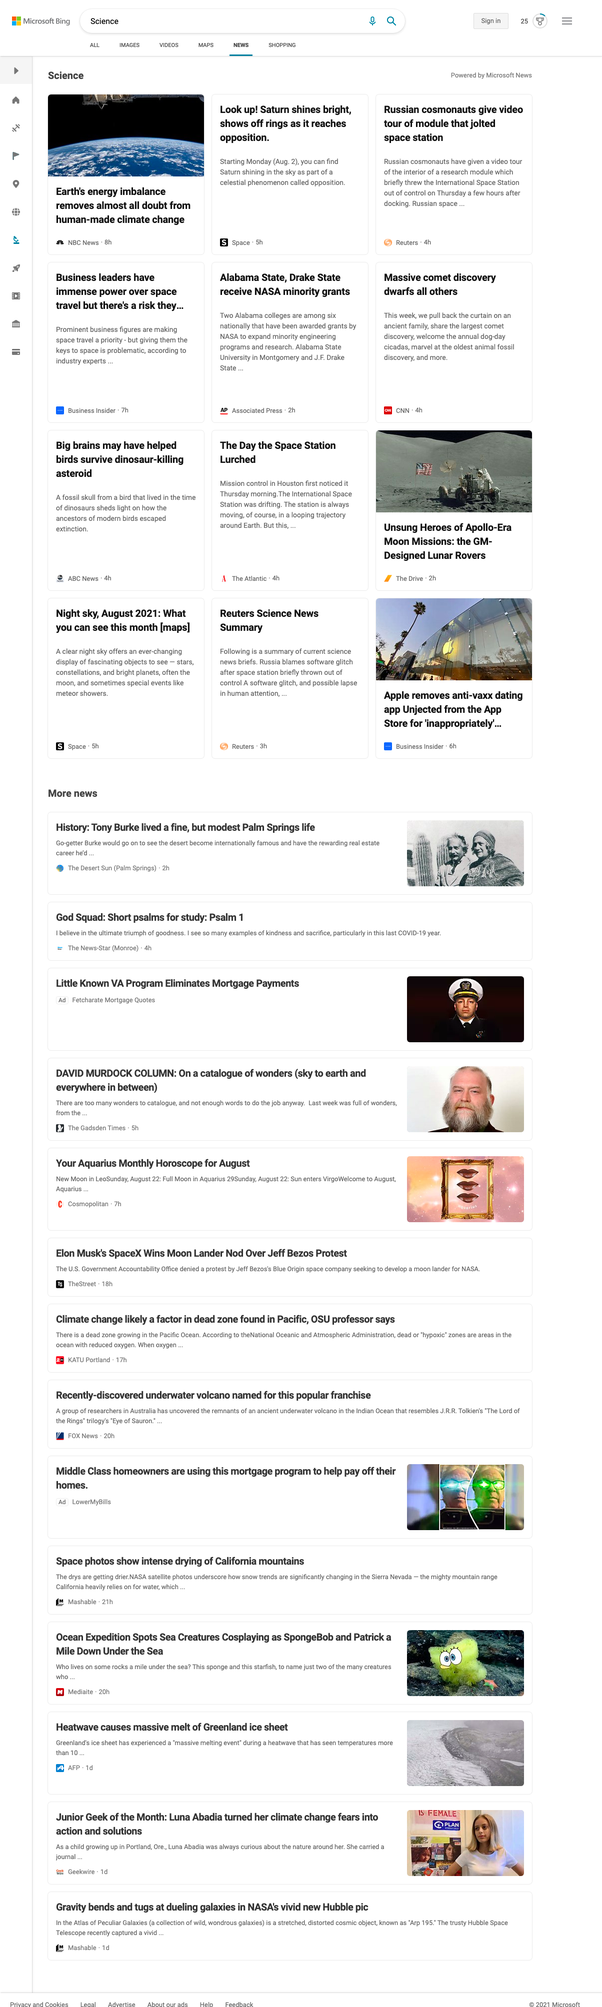 Microsoft Bing
Science
Sign in
25
ALL
IMAGES
VIDEOS
MAPS
NEWS
SHOPPING
Science
Powered by Microsoft News
Earth's energy imbalance
removes almost all doubt from
human-made climate change
NBC News · 8h
Look up! Saturn shines bright,
shows off rings as it reaches
opposition.
Starting Monday (Aug. 2), you can find
Saturn shining in the sky as part of a
celestial phenomenon called opposition.
Space · 5h
Russian cosmonauts give video
tour of module that jolted
space station
Russian cosmonauts have given a video tour
of the interior of a research module which
briefly threw the International Space Station
out of control on Thursday a few hours after
docking. Russian space ...
Reuters · 4h
Business leaders have
immense power over space
travel but there's a risk they...
Prominent business figures are making
space travel a priority - but giving them the
keys to space is problematic, according to
industry experts ...
Business Insider · 7h
Alabama State, Drake State
receive NASA minority grants
Two Alabama colleges are among six
nationally that have been awarded grants by
NASA to expand minority engineering
programs and research. Alabama State
University in Montgomery and J.F. Drake
State ...
AP
Associated Press · 2h
Massive comet discovery
dwarfs all others
This week, we pull back the curtain on an
ancient family, share the largest comet
discovery, welcome the annual dog-day
cicadas, marvel at the oldest animal fossil
discovery, and more.
CNN · 4h
Big brains may have helped
birds survive dinosaur-killing
asteroid
A fossil skull from a bird that lived in the time
of dinosaurs sheds light on how the
ancestors of modern birds escaped
extinction.
ABC News · 4h
The Day the Space Station
Lurched
Mission control in Houston first noticed it
Thursday morning.The International Space
Station was drifting. The station is always
moving, of course, in a looping trajectory
around Earth. But this, ...
The Atlantic · 4h
Unsung Heroes of Apollo-Era
Moon Missions: the GM-
Designed Lunar Rovers
The Drive · 2h
Night sky, August 2021: What
you can see this month [maps]
A clear night sky offers an ever-changing
display of fascinating objects to see — stars,
constellations, and bright planets, often the
moon, and sometimes special events like
meteor showers.
Space · 5h
Reuters Science News
Summary
Following is a summary of current science
news briefs. Russia blames software glitch
after space station briefly thrown out of
control A software glitch, and possible lapse
in human attention, ...
Reuters · 3h
Apple removes anti-vaxx dating
app Unjected from the App
Store for 'inappropriately'...
Business Insider · 6h
More news
History: Tony Burke lived a fine, but modest Palm Springs life
Go-getter Burke would go on to see the desert become internationally famous and have the rewarding real estate
career he'd ...
The Desert Sun (Palm Springs) · 2h
God Squad: Short psalms for study: Psalm 1
I believe in the ultimate triumph of goodness. I see so many examples of kindness and sacrifice, particularly in this last COVID-19 year.
The News-Star (Monroe) · 4h
Little Known VA Program Eliminates Mortgage Payments
Ad Fetcharate Mortgage Quotes
DAVID MURDOCK COLUMN: On a catalogue of wonders (sky to earth and
everywhere in between)
There are too many wonders to catalogue, and not enough words to do the job anyway. Last week was full of wonders,
from the ...
The Gadsden Times · 5h
Your Aquarius Monthly Horoscope for August
New Moon in LeoSunday, August 22: Full Moon in Aquarius 29Sunday, August 22: Sun enters VirgoWelcome to August,
Aquarius ...
Cosmopolitan · 7h
Elon Musk's SpaceX Wins Moon Lander Nod Over Jeff Bezos Protest
The U.S. Government Accountability Office denied a protest by Jeff Bezos's Blue Origin space company seeking to develop a moon lander for NASA.
TheStreet · 18h
Climate change likely a factor in dead zone found in Pacific, OSU professor says
There is a dead zone growing in the Pacific Ocean. According to theNational Oceanic and Atmospheric Administration, dead or "hypoxic" zones are areas in the
ocean with reduced oxygen. When oxygen ...
KATU Portland · 17h
Recently-discovered underwater volcano named for this popular franchise
A group of researchers in Australia has uncovered the remnants of an ancient underwater volcano in the Indian Ocean that resembles J.R.R. Tolkien's "The Lord of
the Rings" trilogy's "Eye of Sauron." ...
FOX News · 20h
Middle Class homeowners are using this mortgage program to help pay off their
homes.
Ad LowerMyBills
Space photos show intense drying of California mountains
The drys are getting drier.NASA satellite photos underscore how snow trends are significantly changing in the Sierra Nevada — the mighty mountain range
California heavily relies on for water, which ...
Mashable · 21h
Ocean Expedition Spots Sea Creatures Cosplaying as SpongeBob and Patrick a
Mile Down Under the Sea
Who lives on some rocks a mile under the sea? This sponge and this starfish, to name just two of the many creatures
who ...
Mediaite · 20h
Heatwave causes massive melt of Greenland ice sheet
Greenland's ice sheet has experienced a "massive melting event" during a heatwave that has seen temperatures more
than 10 ...
AFP · 1d
Junior Geek of the Month: Luna Abadia turned her climate change fears into
action and solutions
As a child growing up in Portland, Ore., Luna Abadia was always curious about the nature around her. She carried a
journal ...
Geekwire · 1d
IS FEMALE
PLAN
Gravity bends and tugs at dueling galaxies in NASA's vivid new Hubble pic
In the Atlas of Peculiar Galaxies (a collection of wild, wondrous galaxies) is a stretched, distorted cosmic object, known as "Arp 195." The trusty Hubble Space
Telescope recently captured a vivid ...
Mashable · 1d
Privacy and Cookies
Legal
Advertise
About our ads
Help
Feedback
© 2021 Microsoft